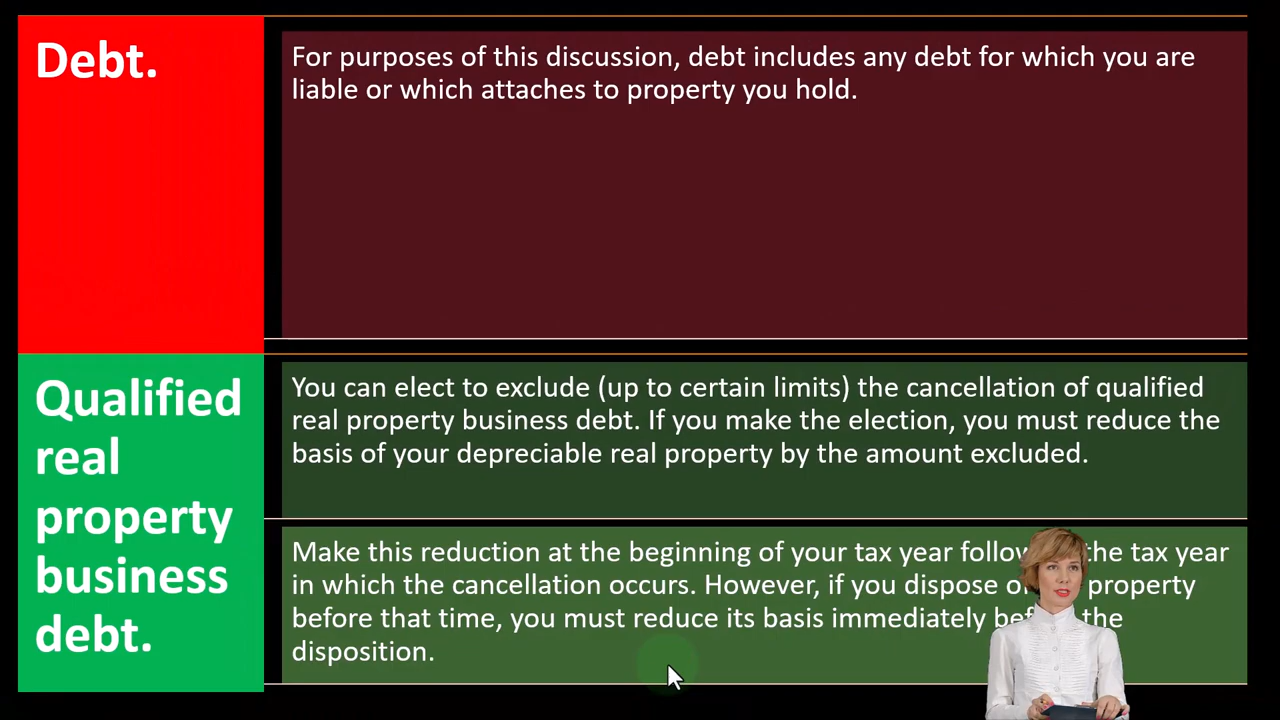 Debt.
For purposes of this discussion, debt includes any debt for which you are
liable or which attaches to property you hold.
Qualified
real
property
business
debt.
You can elect to exclude (up to certain limits) the cancellation of qualified
real property business debt. If you make the election, you must reduce the
basis of your depreciable real property by the amount excluded.
Make this reduction at the beginning of your tax year the tax year
in which the cancellation occurs. However, if you dispose property
before that time, you must reduce its basis immediately the
disposition.